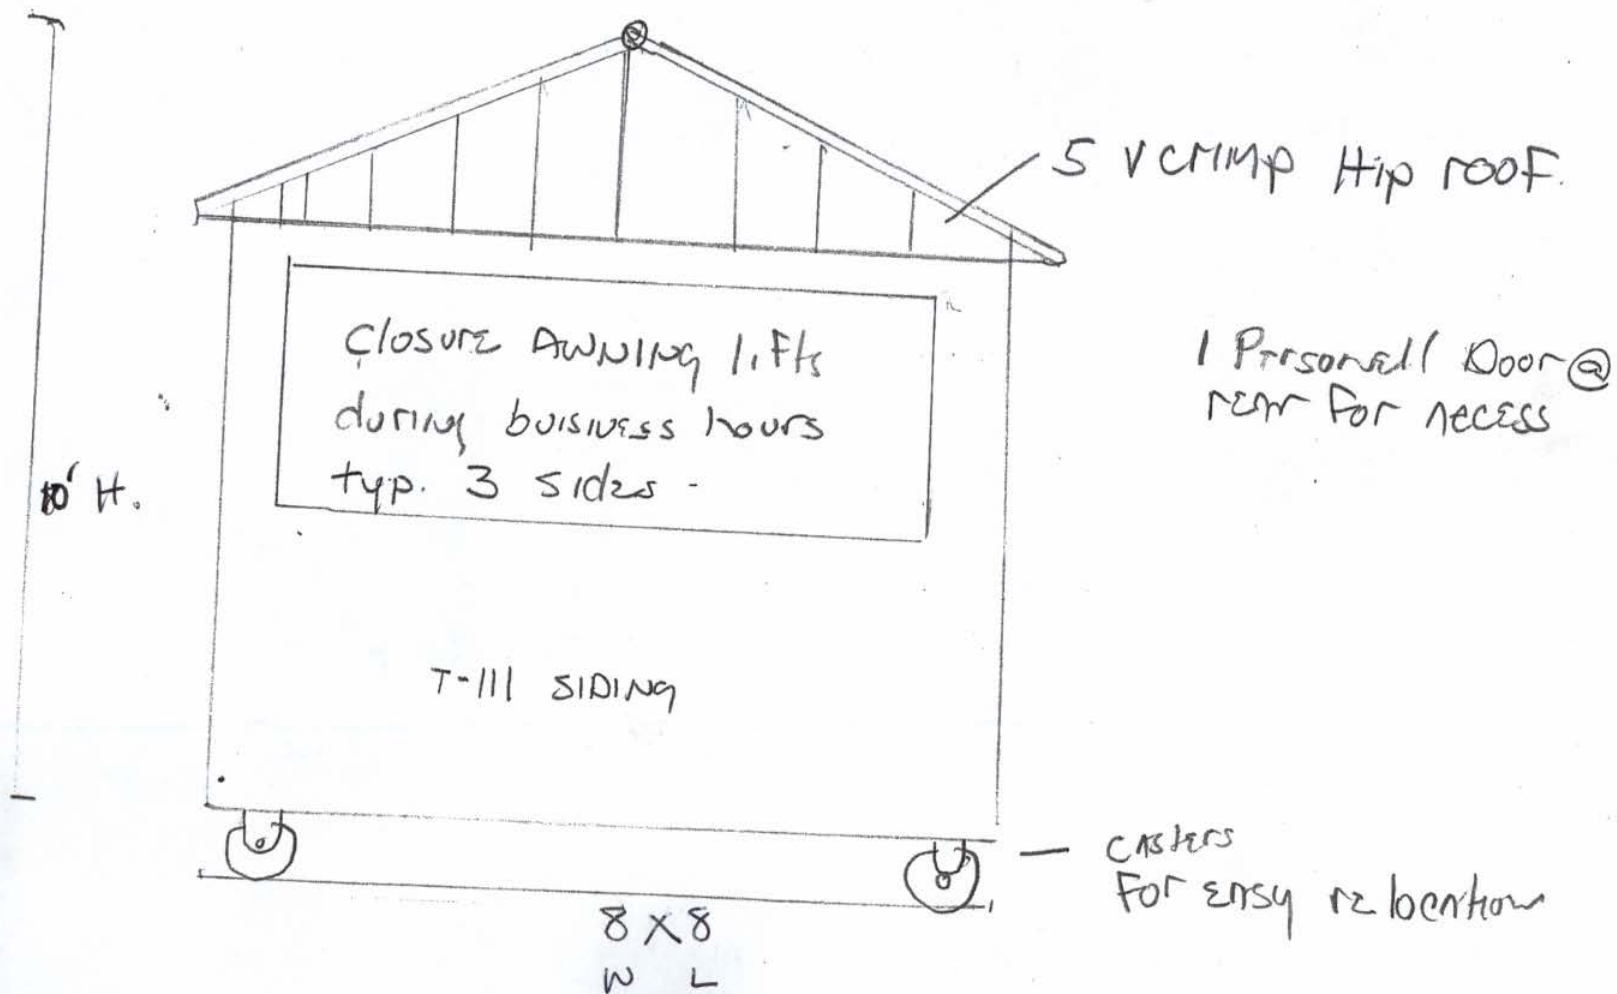 5 V CRIMP Hip rooF.
Closure AWNING lifts
during buisness hours
typ. 3 sides -
1 Personell Door @
rear For Access
10' H.
T-111 SIDING
CASters
For easy relocation
8 X 8
W L